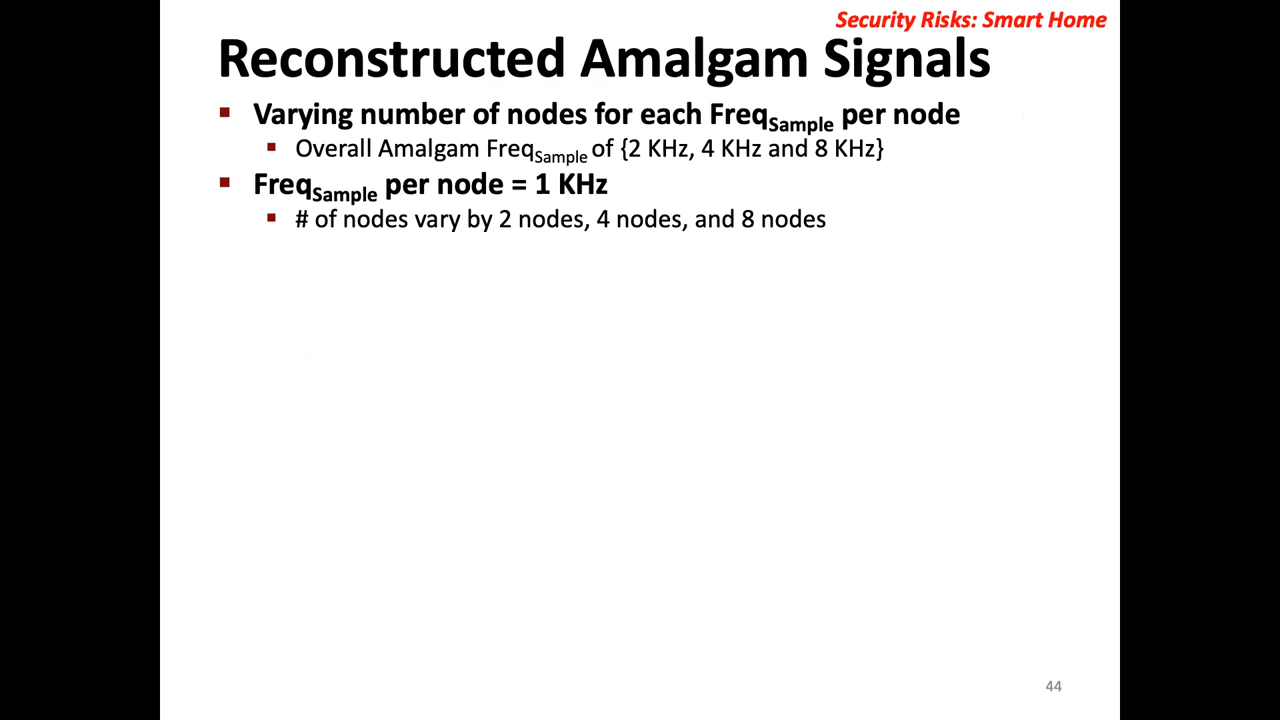 Security Risks: Smart Home
Reconstructed Amalgam Signals
▪ Varying number of nodes for each FreqSample per node
▪ Overall Amalgam FreqSample of {2 KHz, 4 KHz and 8 KHz}
▪ FreqSample per node = 1 KHz
▪ # of nodes vary by 2 nodes, 4 nodes, and 8 nodes
44